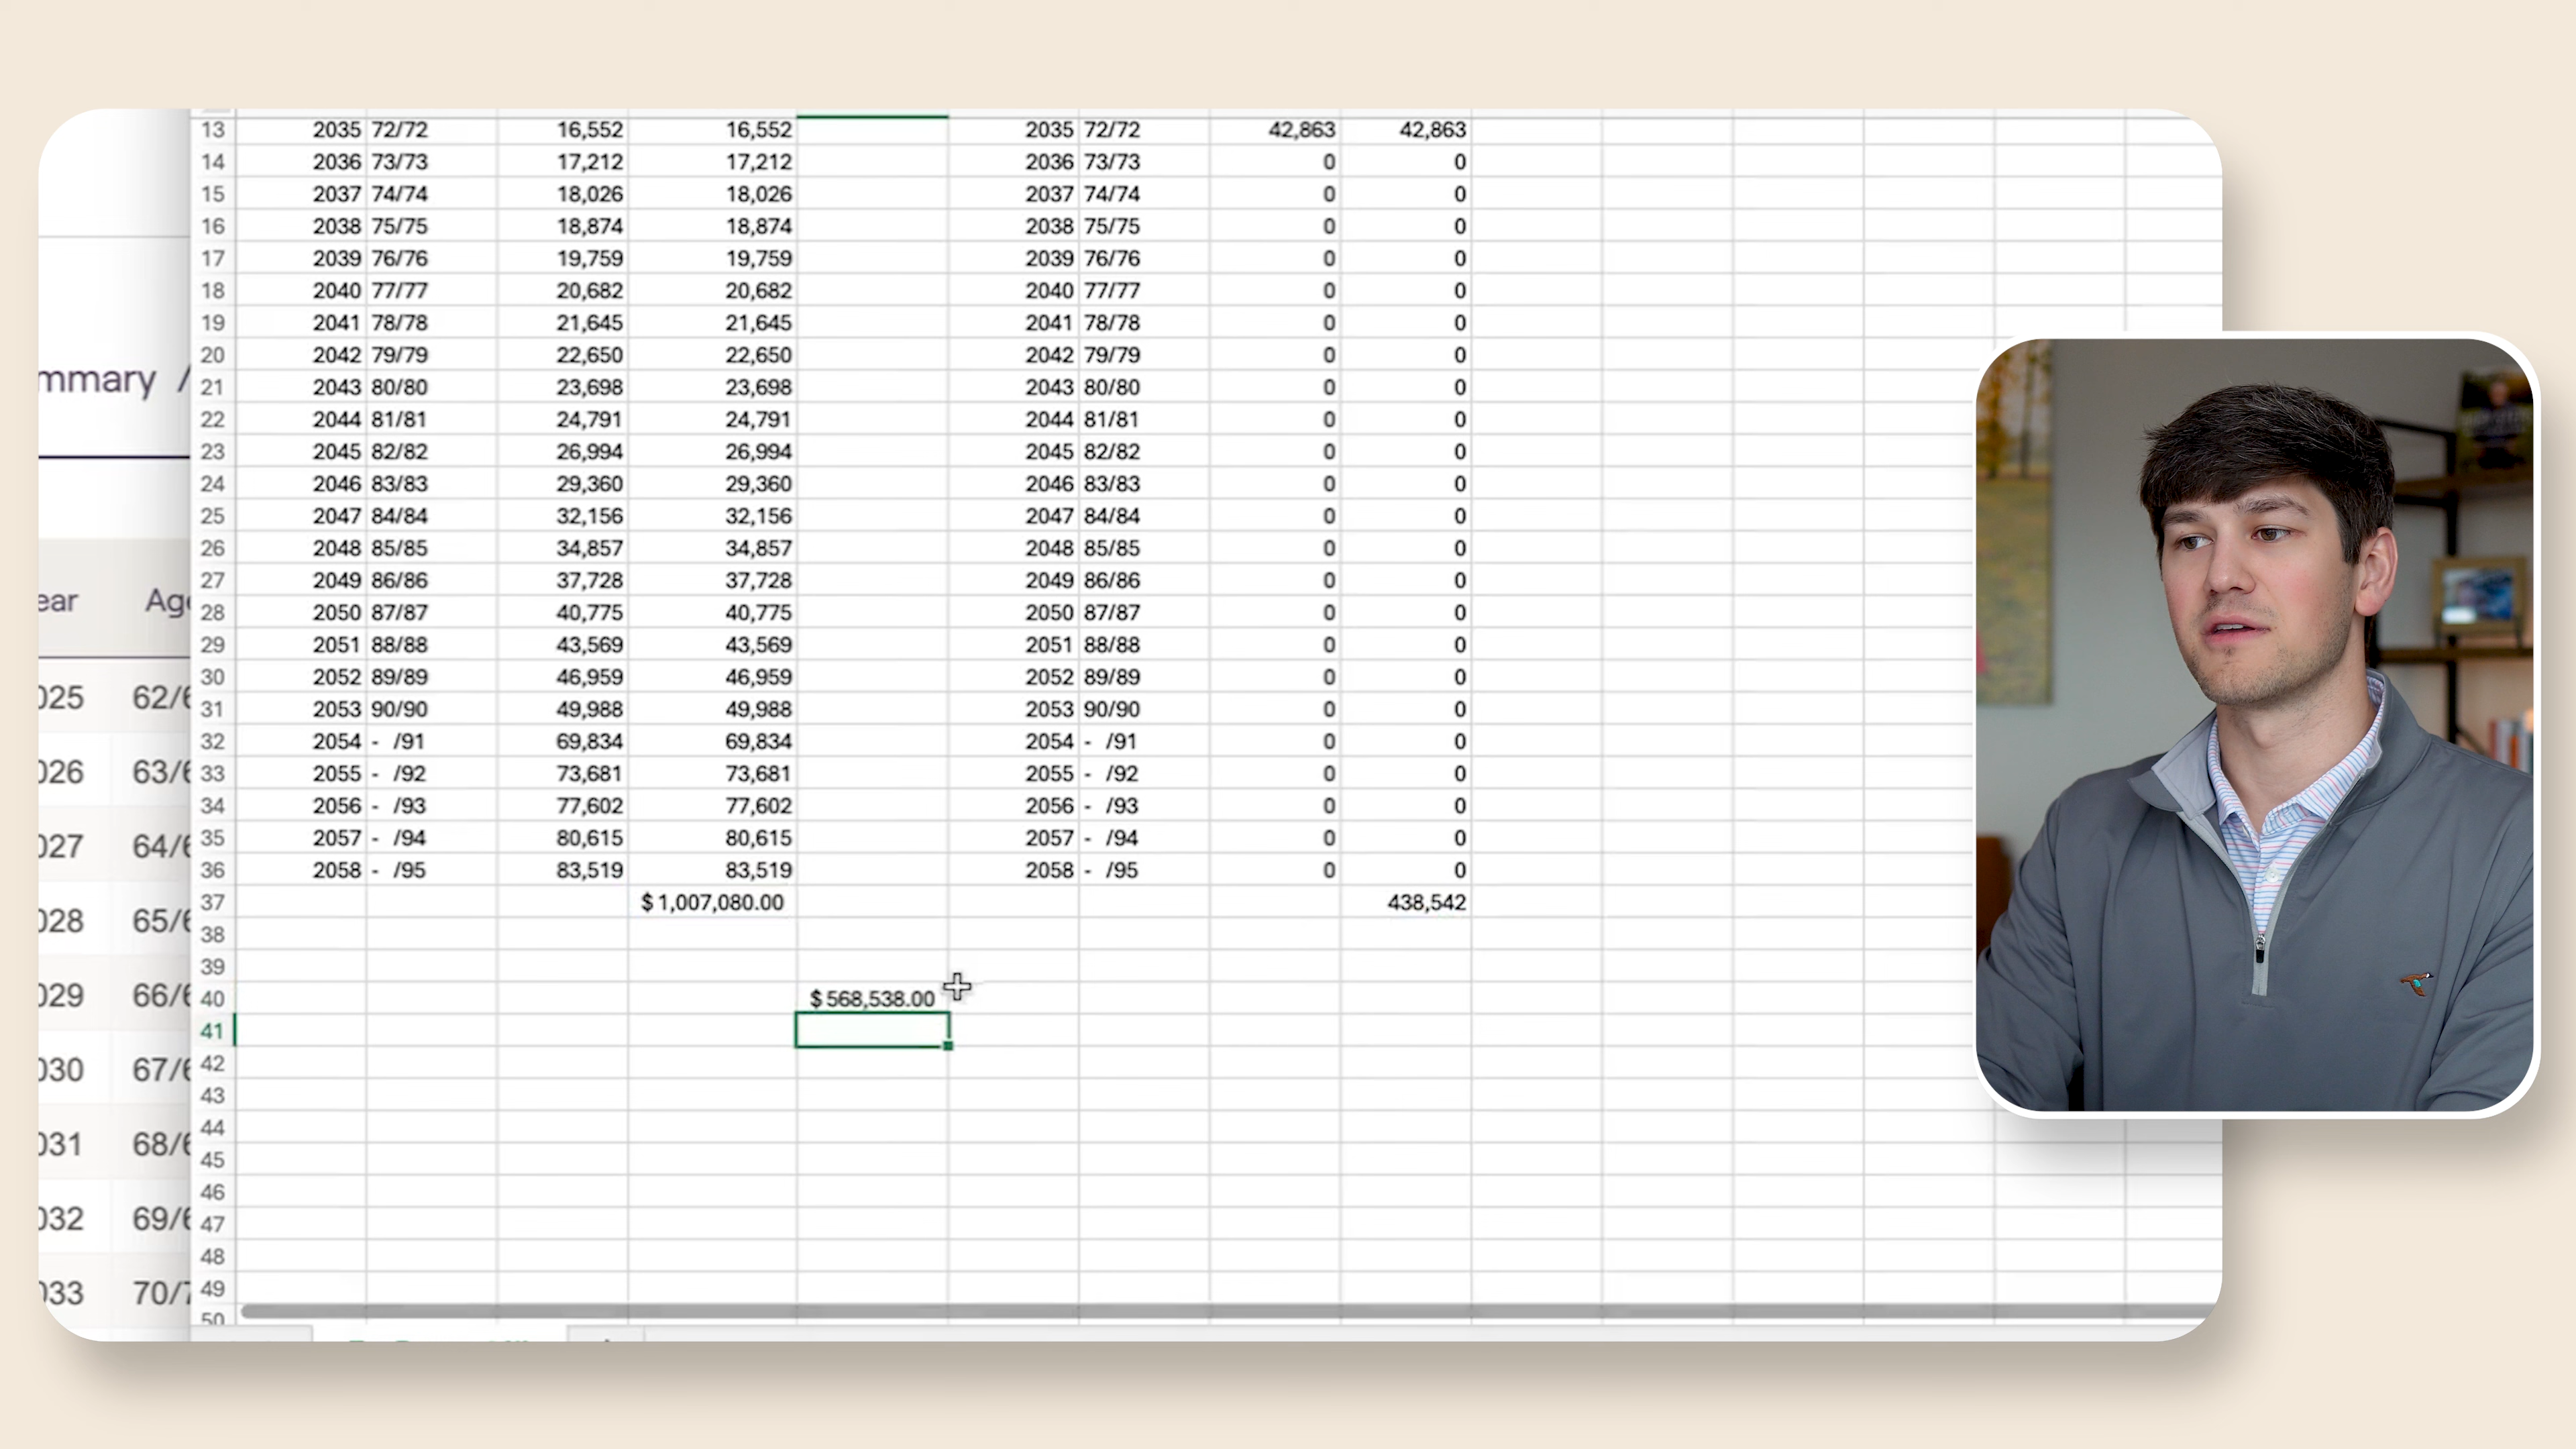 13 2035 72/72 16,552 16,552 2035 72/72 42,863 42,863
14 2036 73/73 17,212 17,212 2036 73/73 0 0
15 2037 74/74 18,026 18,026 2037 74/74 0 0
16 2038 75/75 18,874 18,874 2038 75/75 0 0
17 2039 76/76 19,759 19,759 2039 76/76 0 0
18 2040 77/77 20,682 20,682 2040 77/77 0 0
19 2041 78/78 21,645 21,645 2041 78/78 0 0
20 2042 79/79 22,650 22,650 2042 79/79 0 0
21 2043 80/80 23,698 23,698 2043 80/80 0 0
22 2044 81/81 24,791 24,791 2044 81/81 0 0
23 2045 82/82 26,994 26,994 2045 82/82 0 0
24 2046 83/83 29,360 29,360 2046 83/83 0 0
25 2047 84/84 32,156 32,156 2047 84/84 0 0
26 2048 85/85 34,857 34,857 2048 85/85 0 0
27 2049 86/86 37,728 37,728 2049 86/86 0 0
28 2050 87/87 40,775 40,775 2050 87/87 0 0
29 2051 88/88 43,569 43,569 2051 88/88 0 0
30 2052 89/89 46,959 46,959 2052 89/89 0 0
31 2053 90/90 49,988 49,988 2053 90/90 0 0
32 2054 - /91 69,834 69,834 2054 - /91 0 0
33 2055 - /92 73,681 73,681 2055 - /92 0 0
34 2056 - /93 77,602 77,602 2056 - /93 0 0
35 2057 - /94 80,615 80,615 2057 - /94 0 0
36 2058 - /95 83,519 83,519 2058 - /95 0 0
37 $ 1,007,080.00 438,542
38
39
40 $ 568,538.00
41
42
43
44
45
46
47
48
49
50
mmary /
ear Age
025 62/6
026 63/6
027 64/6
028 65/6
029 66/6
030 67/6
031 68/6
032 69/6
033 70/7